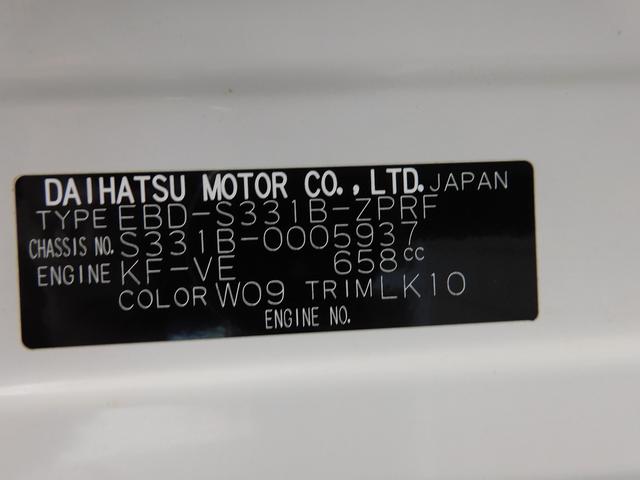 DAIHATSU MOTOR CO.,LTD. JAPAN
TYPE EBD-S331B-ZPRF
CHASSIS NO. S331B-0005937
ENGINE KF-VE 658cc
COLOR W09 TRIM LK10
ENGINE NO.